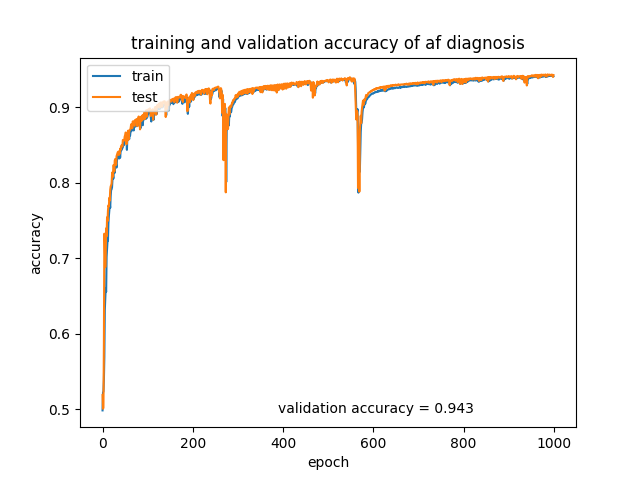 training and validation accuracy of af diagnosis
train
test
0.9
0.8
0.7
0.6
0.5
accuracy
validation accuracy = 0.943
0 200 400 600 800 1000
epoch